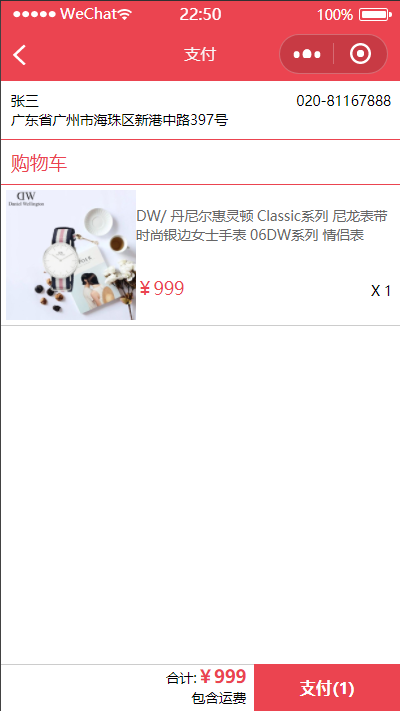 WeChat 22:50 100%
支付
张三 020-81167888
广东省广州市海珠区新港中路397号
购物车
DW
Daniel Wellington
DW/ 丹尼尔惠灵顿 Classic系列 尼龙表带
时尚银边女士手表 06DW系列 情侣表
￥999 X 1
合计:￥999
包含运费
支付(1)